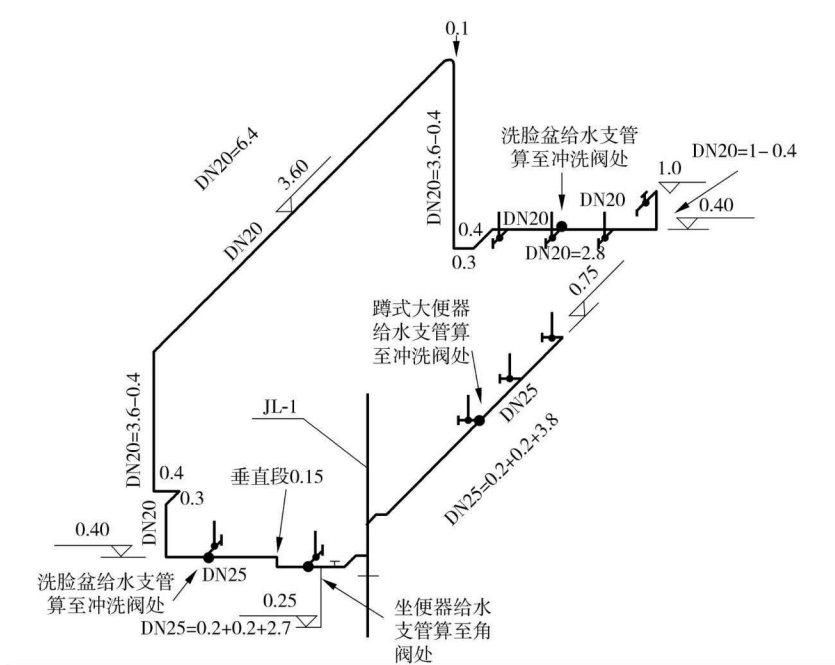 0.1
DN20=6.4
3.60
DN20
DN20=3.6-0.4
洗脸盆给水支管
算至冲洗阀处
DN20=1-0.4
1.0
0.40
DN20
DN20
0.4
0.3
DN20=2.8
0.75
蹲式大便器
给水支管算
至冲洗阀处
DN25
DN25=0.2+0.2+3.8
JL-1
DN20=3.6-0.4
0.4
0.3
垂直段0.15
DN20
0.40
DN25
洗脸盆给水支管
算至冲洗阀处
0.25
DN25=0.2+0.2+2.7
坐便器给水
支管算至角
阀处